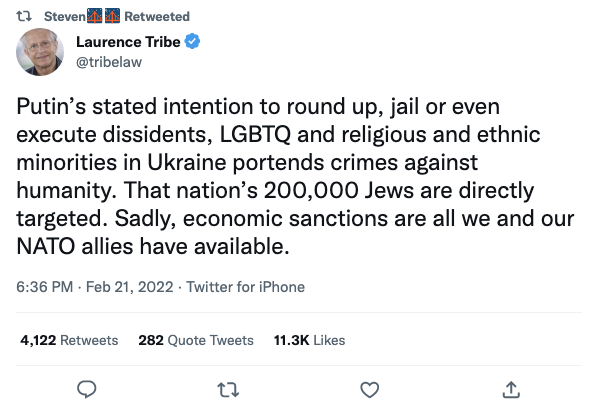 Steven Retweeted
Laurence Tribe
@tribelaw
Putin’s stated intention to round up, jail or even
execute dissidents, LGBTQ and religious and ethnic
minorities in Ukraine portends crimes against
humanity. That nation’s 200,000 Jews are directly
targeted. Sadly, economic sanctions are all we and our
NATO allies have available.
6:36 PM · Feb 21, 2022 · Twitter for iPhone
4,122 Retweets 282 Quote Tweets 11.3K Likes